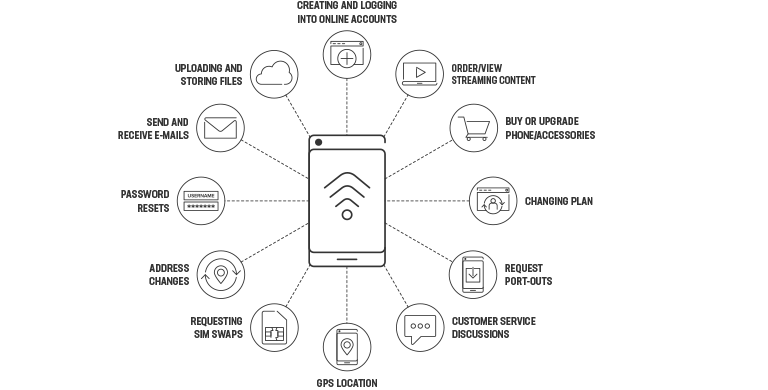 CREATING AND LOGGING
INTO ONLINE ACCOUNTS
UPLOADING AND
STORING FILES
ORDER/VIEW
STREAMING CONTENT
SEND AND
RECEIVE E-MAILS
BUY OR UPGRADE
PHONE/ACCESSORIES
PASSWORD
RESETS
USERNAME
*******
CHANGING PLAN
ADDRESS
CHANGES
REQUEST
PORT-OUTS
REQUESTING
SIM SWAPS
CUSTOMER SERVICE
DISCUSSIONS
GPS LOCATION